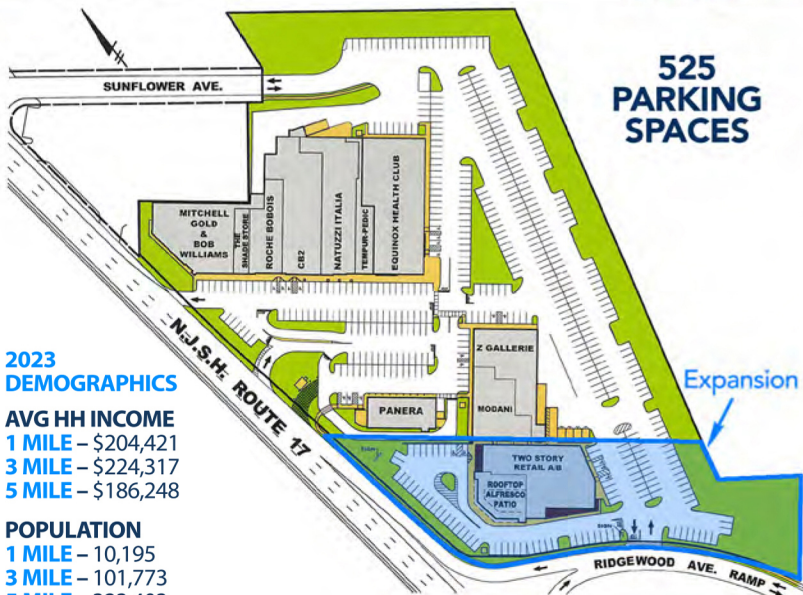 525
PARKING
SPACES
SUNFLOWER AVE.
MITCHELL
GOLD
&
BOB
WILLIAMS
THE
SHADE STORE
ROCHE BOBOIS
CB2
NATUZZI ITALIA
TEMPUR-PEDIC
EQUINOX HEALTH CLUB
N.J.S.H. ROUTE 17
Z GALLERIE
MODANI
PANERA
Expansion
TWO STORY
RETAIL A/B
ROOFTOP
ALFRESCO
PATIO
SIGN
SIGN
RIDGEWOOD AVE. RAMP
2023
DEMOGRAPHICS
AVG HH INCOME
1 MILE – $204,421
3 MILE – $224,317
5 MILE – $186,248
POPULATION
1 MILE – 10,195
3 MILE – 101,773